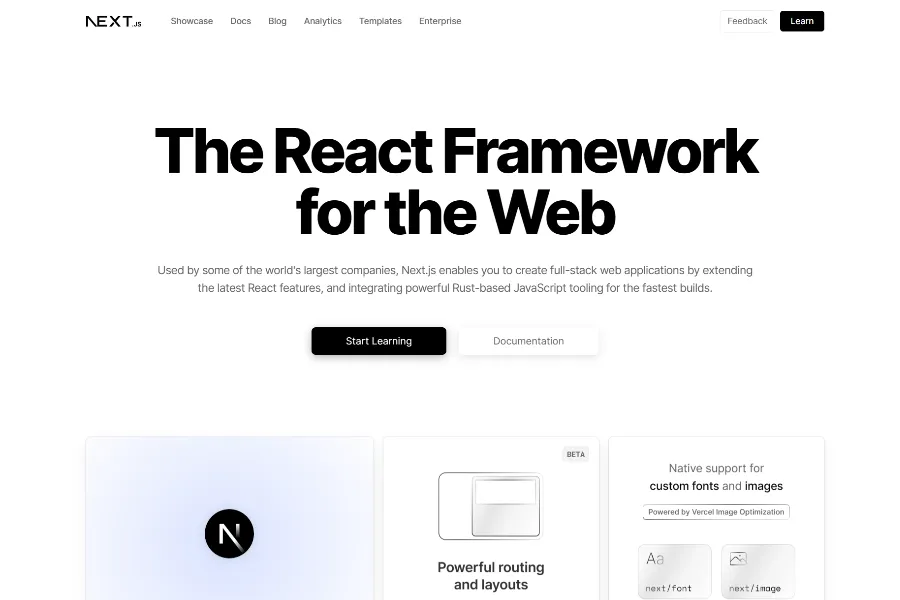 NEXT.JS Showcase Docs Blog Analytics Templates Enterprise Feedback Learn
The React Framework
for the Web
Used by some of the world's largest companies, Next.js enables you to create full-stack web applications by extending
the latest React features, and integrating powerful Rust-based JavaScript tooling for the fastest builds.
Start Learning Documentation
N
BETA
Powerful routing
and layouts
Native support for
custom fonts and images
Powered by Vercel Image Optimization
Aa
next/font next/image